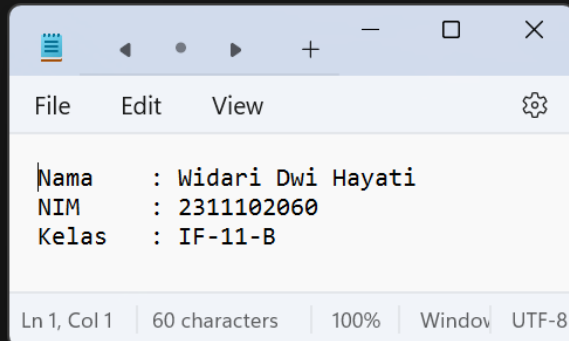 File Edit View
Nama : Widari Dwi Hayati
NIM : 2311102060
Kelas : IF-11-B
Ln 1, Col 1 60 characters 100% Window UTF-8